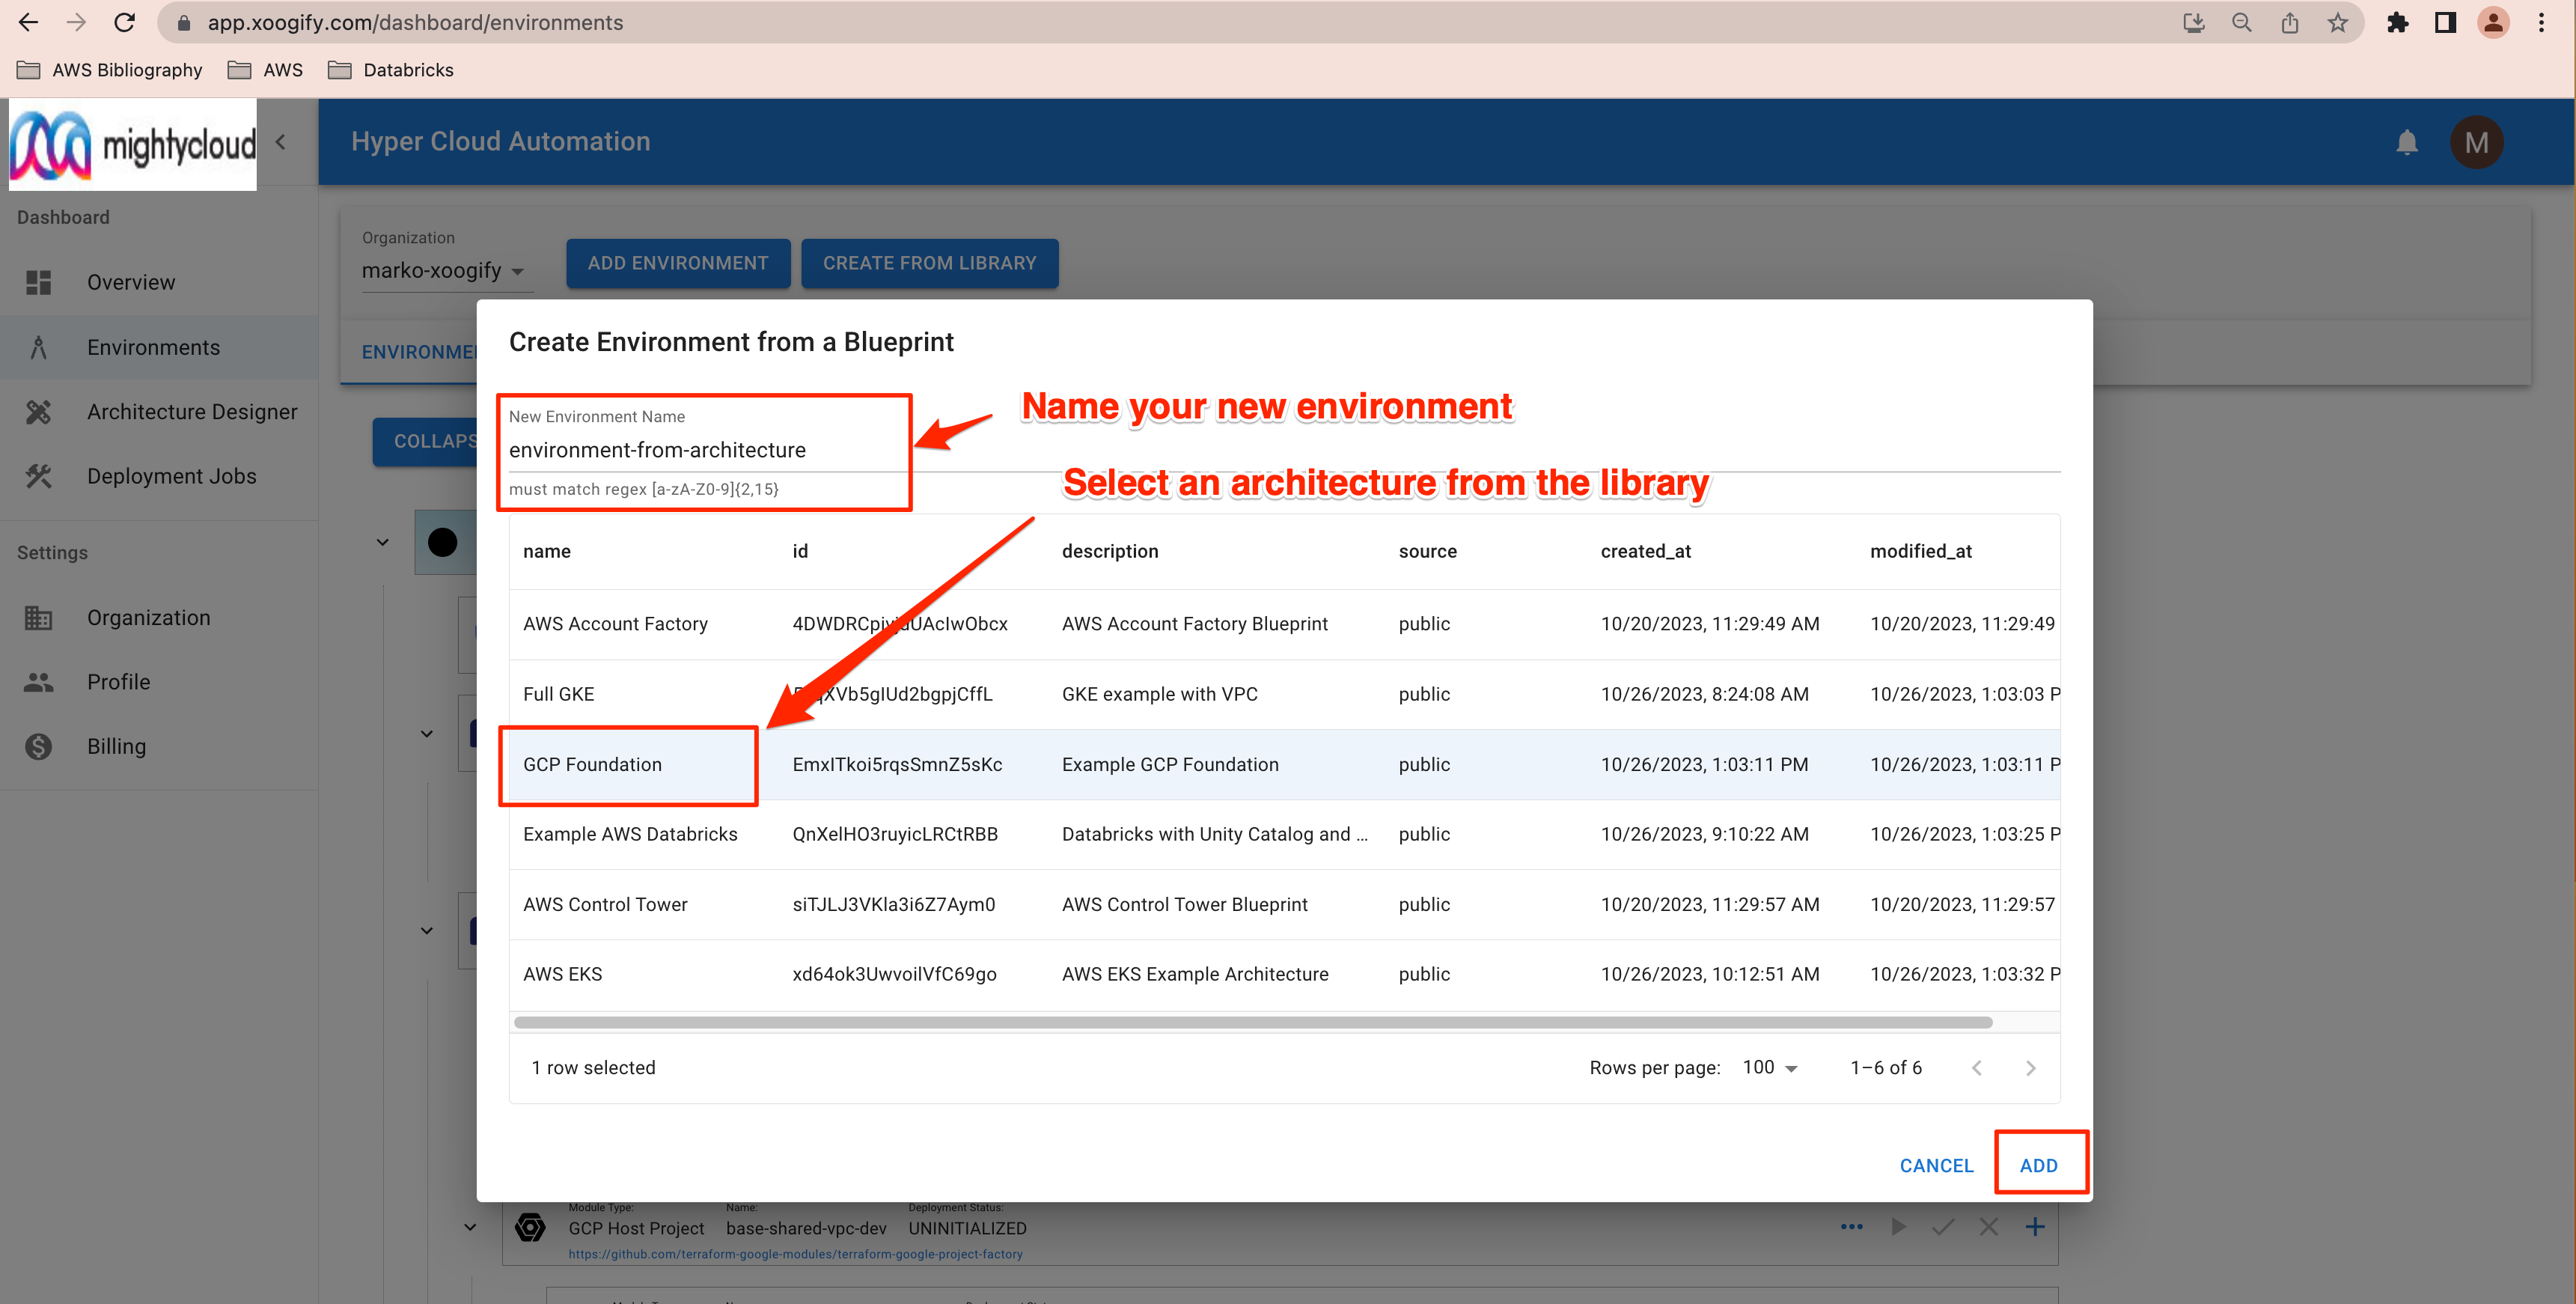 app.xoogify.com/dashboard/environments
AWS Bibliography AWS Databricks
mightycloud
Hyper Cloud Automation
M
Dashboard
Overview
Environments
Architecture Designer
Deployment Jobs
Settings
Organization
Profile
Billing
Organization
marko-xoogify
ADD ENVIRONMENT CREATE FROM LIBRARY
Create Environment from a Blueprint
New Environment Name
environment-from-architecture
must match regex [a-zA-Z0-9]{2,15}
Name your new environment
Select an architecture from the library
name id description source created_at modified_at
AWS Account Factory AWS Account Factory Blueprint public 10/20/2023, 11:29:49 AM 10/20/2023, 11:29:49
Full GKE GKE example with VPC public 10/26/2023, 8:24:08 AM 10/26/2023, 1:03:03 P
GCP Foundation EmxITkoi5rqsSmnZ5sKc Example GCP Foundation public 10/26/2023, 1:03:11 PM 10/26/2023, 1:03:11 P
Example AWS Databricks QnXelHO3ruyicLRCtRBB Databricks with Unity Catalog and ... public 10/26/2023, 9:10:22 AM 10/26/2023, 1:03:25 P
AWS Control Tower siTJLJ3VKla3i6Z7Aym0 AWS Control Tower Blueprint public 10/20/2023, 11:29:57 AM 10/20/2023, 11:29:57
AWS EKS xd64ok3UwvoilVfC69go AWS EKS Example Architecture public 10/26/2023, 10:12:51 AM 10/26/2023, 1:03:32 P
1 row selected Rows per page: 100 1–6 of 6
CANCEL ADD
Module Type: Name: Deployment Status:
GCP Host Project base-shared-vpc-dev UNINITIALIZED
https://github.com/terraform-google-modules/terraform-google-project-factory